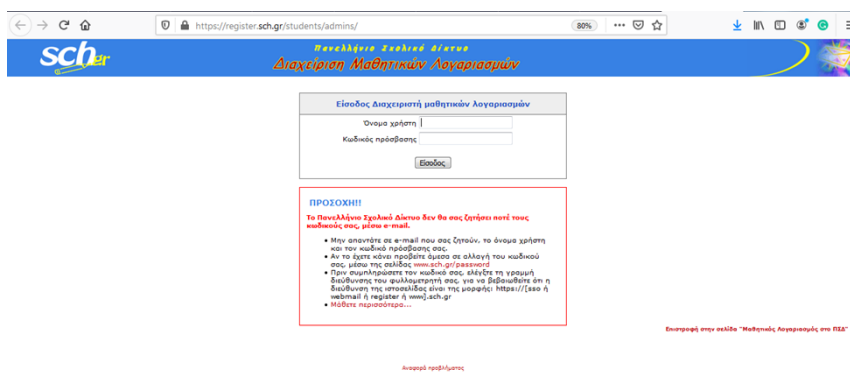 https://register.sch.gr/students/admins/
80%
sch.gr
Πανελλήνιο Σχολικό Δίκτυο
Διαχείριση Μαθητικών Λογαριασμών
Είσοδος Διαχειριστή μαθητικών λογαριασμών
Όνομα χρήστη
Κωδικός πρόσβασης
Είσοδος
ΠΡΟΣΟΧΗ!!
Το Πανελλήνιο Σχολικό Δίκτυο δεν θα σας ζητήσει ποτέ τους
κωδικούς σας, μέσω e-mail.
• Μην απαντάτε σε e-mail που σας ζητούν, το όνομα χρήστη
και τον κωδικό πρόσβασης σας.
• Αν το έχετε κάνει προβείτε άμεσα σε αλλαγή του κωδικού
σας, μέσω της σελίδας www.sch.gr/password
• Πριν συμπληρώσετε τον κωδικό σας, ελέγξτε τη γραμμή
διεύθυνσης του φυλλομετρητή σας, για να βεβαιωθείτε ότι η
διεύθυνση της ιστοσελίδας είναι της μορφής: https://[sso ή
webmail ή register ή www].sch.gr
• Μάθετε περισσότερα...
Επιστροφή στην σελίδα "Μαθητικός Λογαριασμός στο ΠΣΔ"
Αναφορά προβλήματος